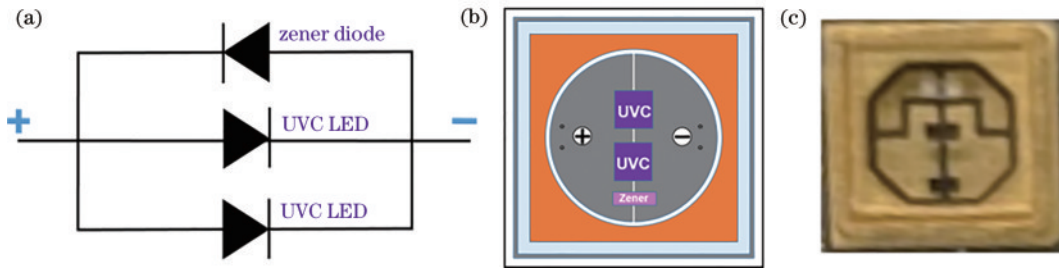 (a)
zener diode
+
−
UVC LED
UVC LED
(b)
UVC
+
−
UVC
Zener
(c)